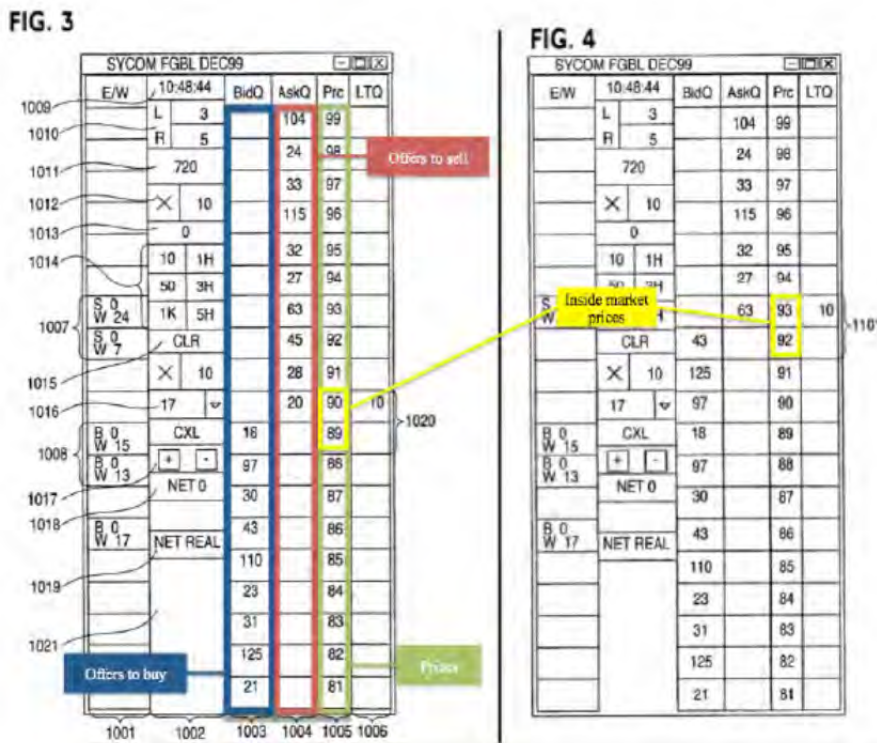 FIG. 3
SYCOM FGBL DEC99
E/W 10:48:44 BidQ AskQ Prc LTQ
1009
1010 L 3 104 99
R 5
1011 720 24 98
Offers to sell
1012 X 10 33 97
115 96
1013 0
1014 10 1H 32 95
50 3H 27 94
1007 S 0 W 24 1K 5H 63 93
S 0 W 7 CLR 45 92
1015 X 10 28 91
1016 17 20 90 10
1020
1008 B 0 W 15 CXL 18 89
B 0 W 13 + - 97 88
1017
1018 NET 0 30 87
B 0 W 17 43 86
NET REAL 110 85
1019 23 84
31 83
1021 125 82
Offers to buy
Prices
21 81
1001 1002 1003 1004 1005 1006
Inside market
prices
FIG. 4
SYCOM FGBL DEC99
E/W 10:48:44 BidQ AskQ Prc LTQ
L 3 104 99
R 5
720 24 98
33 97
X 10 115 96
0
10 1H 32 95
50 3H 27 94
S W H 63 93 10
1101
CLR 43 92
X 10 125 91
17 97 90
B 0 W 15 CXL 18 89
B 0 W 13 + - 97 88
NET 0 30 87
B 0 W 17 43 86
NET REAL 110 85
23 84
31 83
125 82
21 81